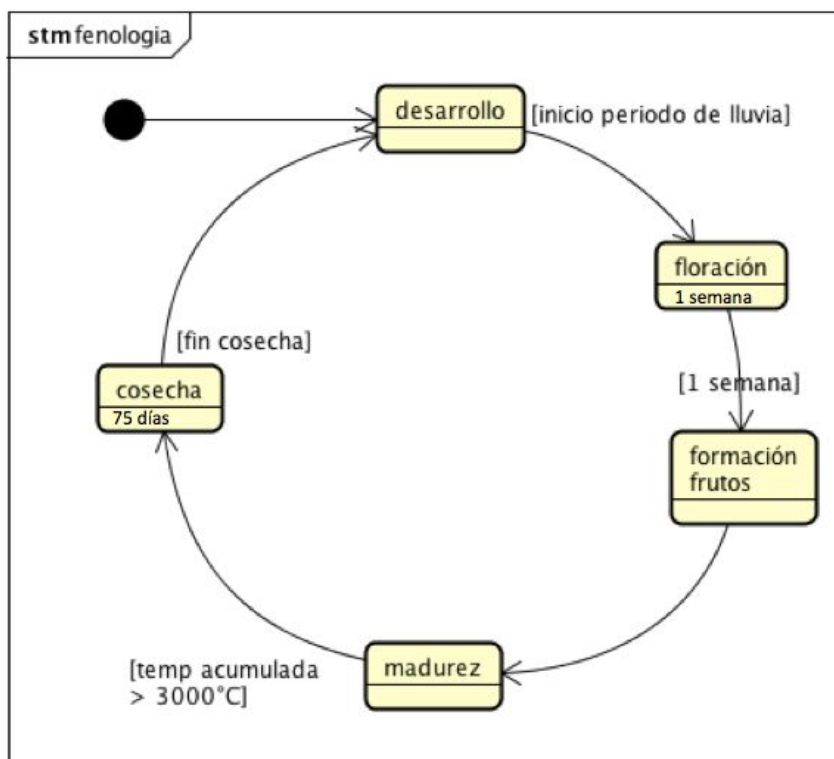 stm fenologia
desarrollo
[inicio periodo de lluvia]
floración
1 semana
[fin cosecha]
[1 semana]
cosecha
75 días
formación
frutos
[temp acumulada
> 3000°C]
madurez